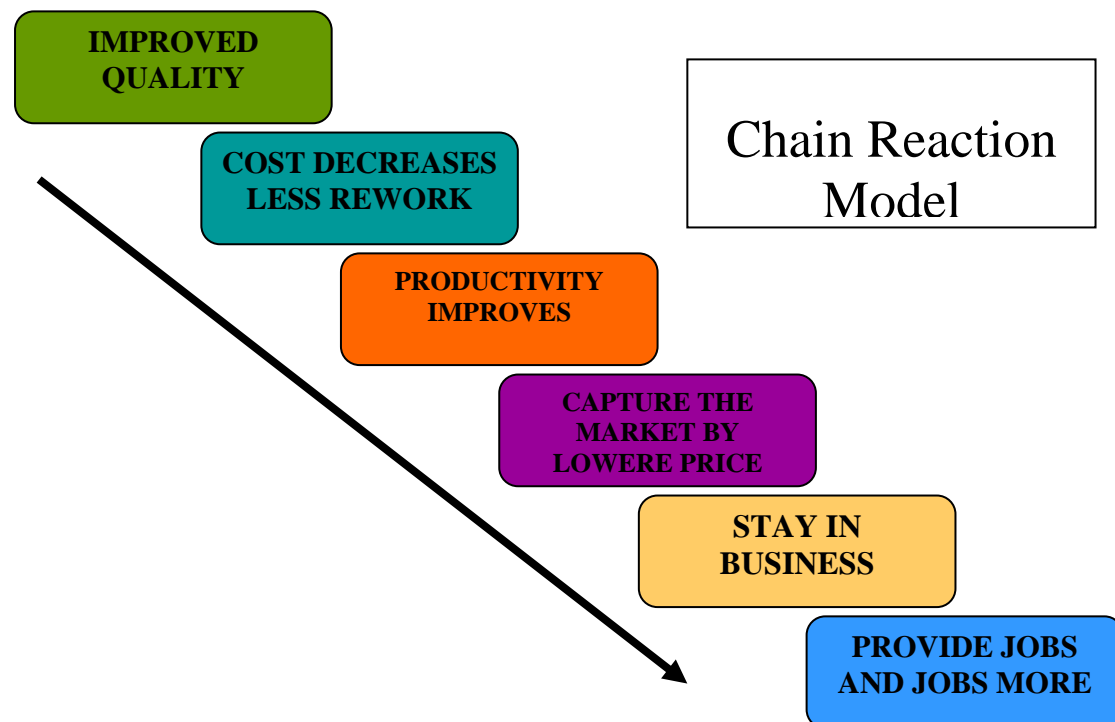 IMPROVED
QUALITY
Chain Reaction
Model
COST DECREASES
LESS REWORK
PRODUCTIVITY
IMPROVES
CAPTURE THE
MARKET BY
LOWERE PRICE
STAY IN
BUSINESS
PROVIDE JOBS
AND JOBS MORE